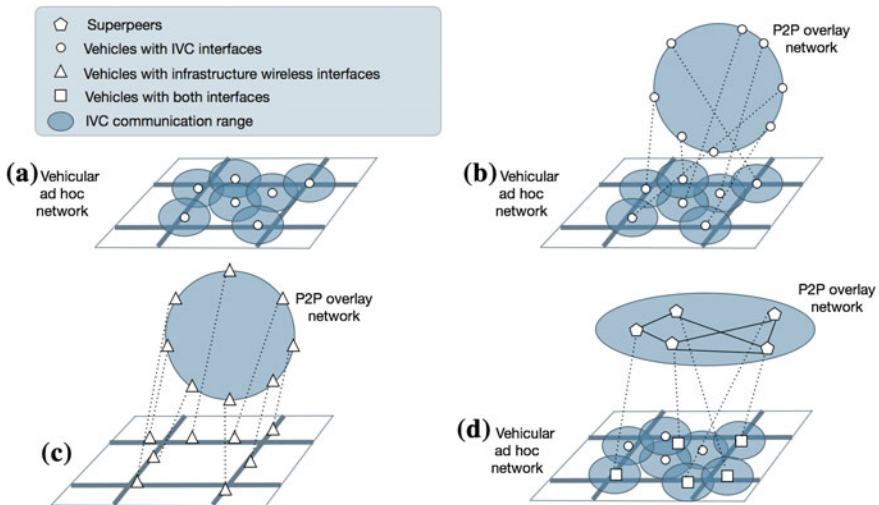 Superpeers
Vehicles with IVC interfaces
Vehicles with infrastructure wireless interfaces
Vehicles with both interfaces
IVC communication range
(a)
Vehicular
ad hoc
network
P2P overlay
network
(b)
Vehicular
ad hoc
network
P2P overlay
network
(c)
P2P overlay
network
(d)
Vehicular
ad hoc
network